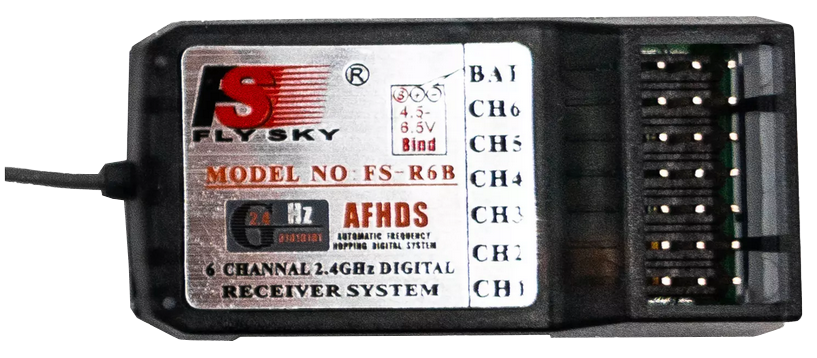 FS ®
FLY SKY
4.5-
6.5V
Bind
MODEL NO: FS-R6B
2.4 G Hz
01010101
AFHDS
AUTOMATIC FREQUENCY
HOPPING DIGITAL SYSTEM
6 CHANNAL 2.4GHz DIGITAL
RECEIVER SYSTEM
BAT
CH6
CH5
CH4
CH3
CH2
CH1